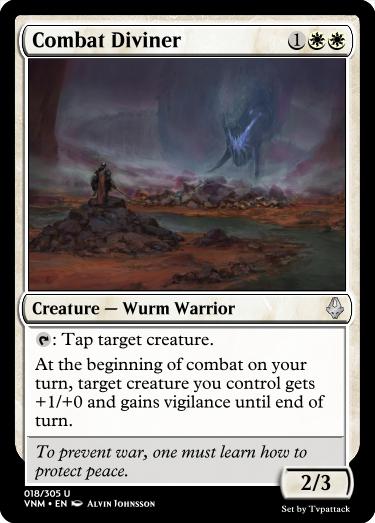 Combat Diviner 1
Creature — Wurm Warrior
: Tap target creature.
At the beginning of combat on your
turn, target creature you control gets
+1/+0 and gains vigilance until end of
turn.
To prevent war, one must learn how to
protect peace.
2/3
018/305 U
VNM • EN Alvin Johnsson
Set by Tvpattack